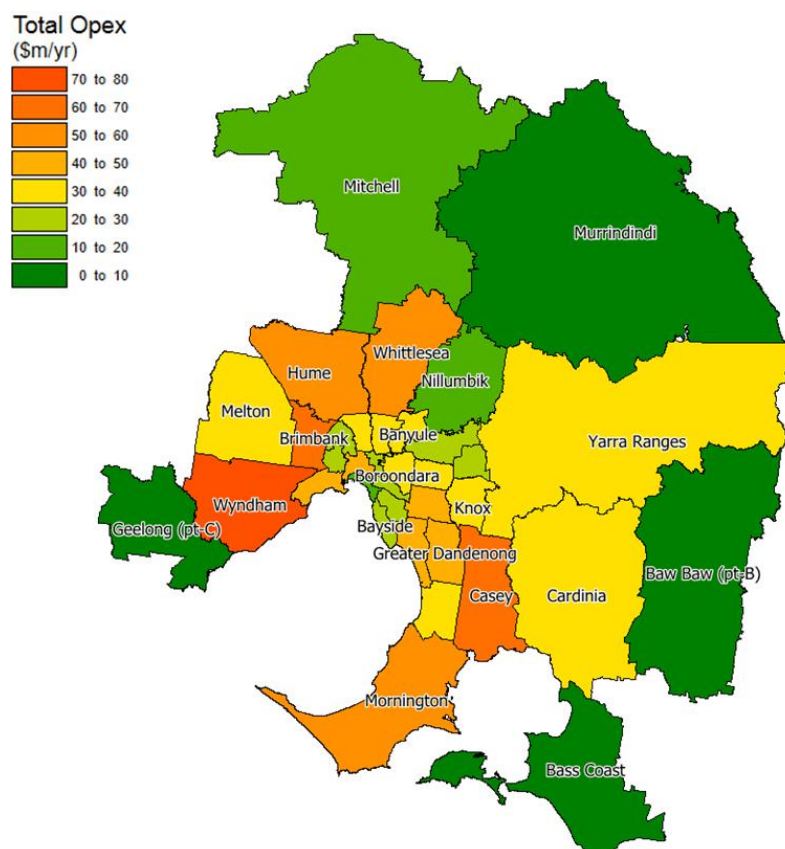 Total Opex
($m/yr)
70 to 80
60 to 70
50 to 60
40 to 50
30 to 40
20 to 30
10 to 20
0 to 10
Mitchell
Murrindindi
Whittlesea
Hume
Nillumbik
Melton
Brimbank
Banyule
Yarra Ranges
Boroondara
Wyndham
Knox
Geelong (pt-C)
Bayside
Greater Dandenong
Baw Baw (pt-B)
Casey
Cardinia
Mornington
Bass Coast